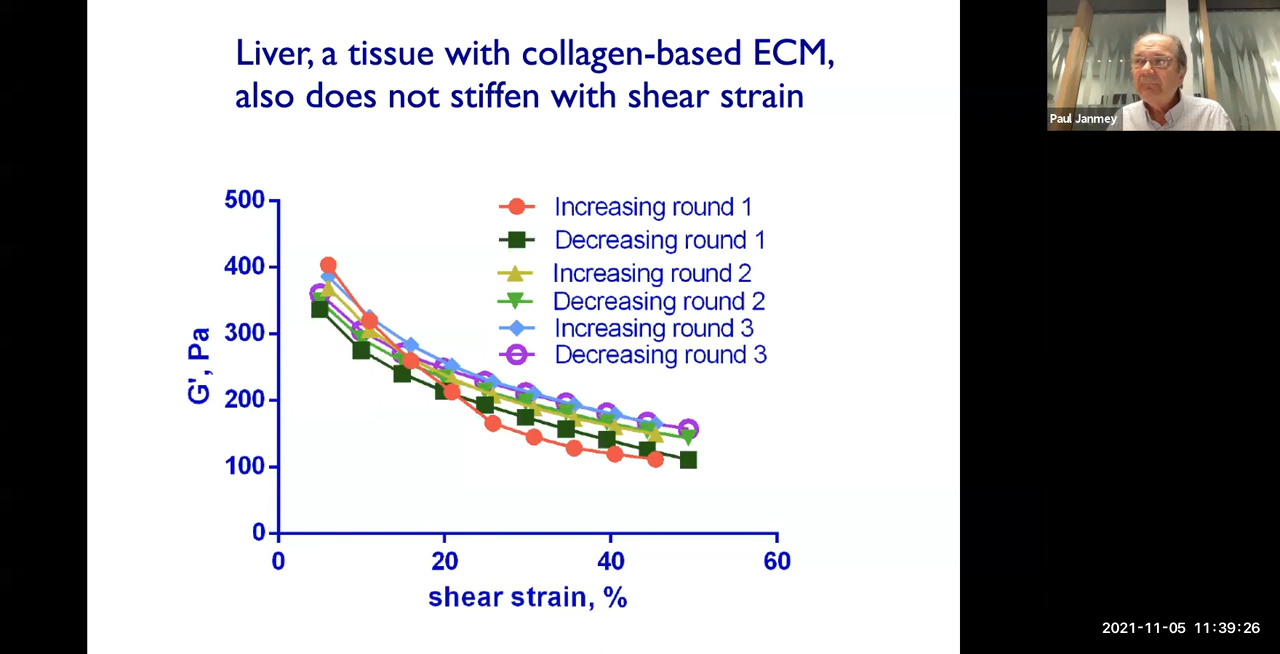 Liver, a tissue with collagen-based ECM,
also does not stiffen with shear strain
Paul Janmey
500
400
300
200
100
0
G', Pa
Increasing round 1
Decreasing round 1
Increasing round 2
Decreasing round 2
Increasing round 3
Decreasing round 3
0 20 40 60
shear strain, %
2021-11-05 11:39:26